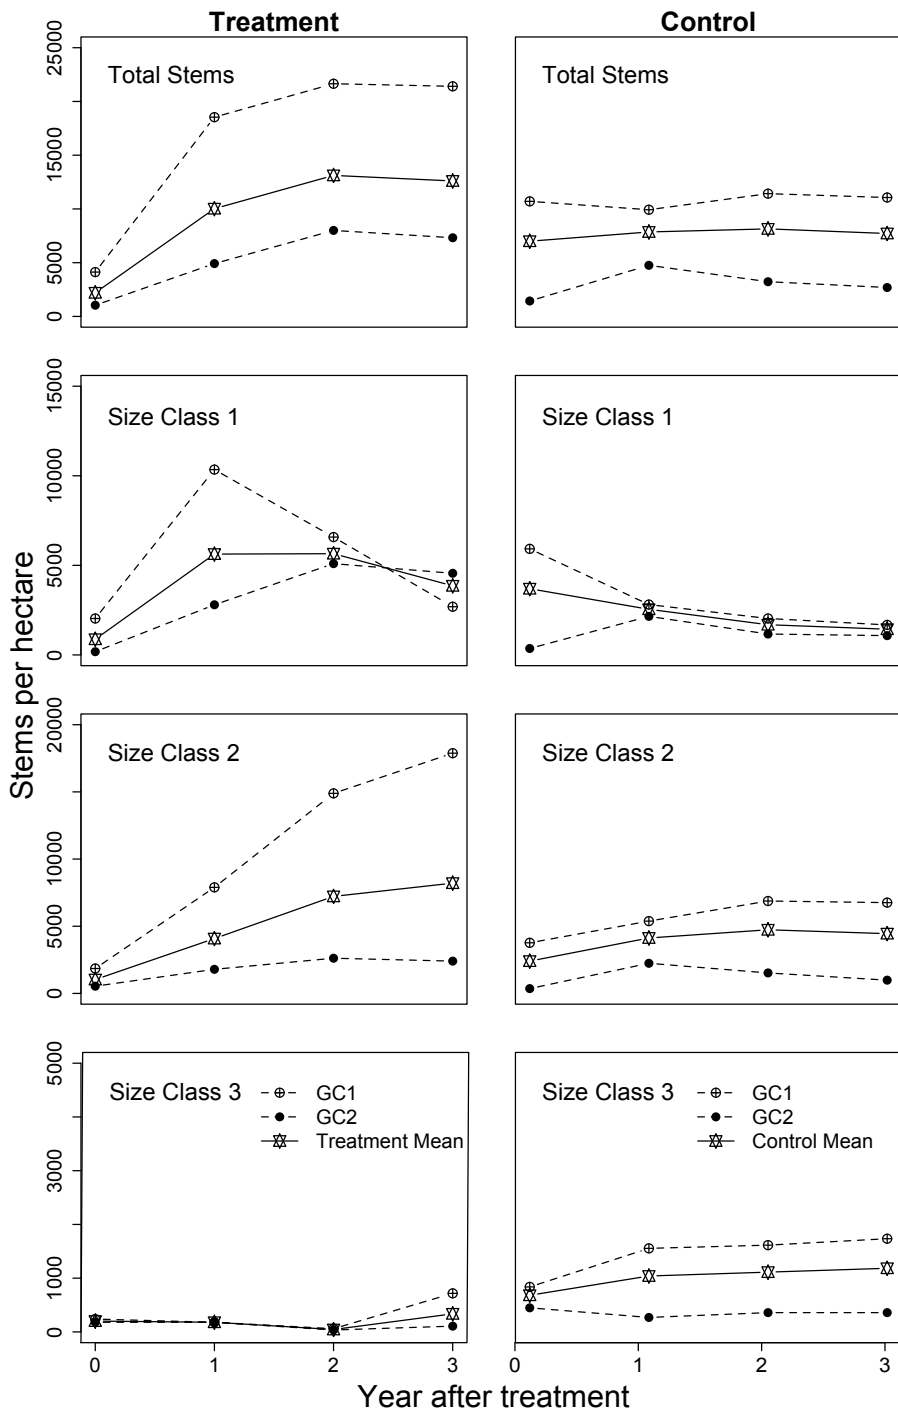 Treatment
Control
Stems per hectare
Total Stems
25000
15000
5000
0
Total Stems
Size Class 1
15000
10000
5000
0
Size Class 1
Size Class 2
20000
10000
5000
0
Size Class 2
Size Class 3
GC1
GC2
Treatment Mean
5000
3000
1000
0
0 1 2 3
Size Class 3
GC1
GC2
Control Mean
0 1 2 3
Year after treatment